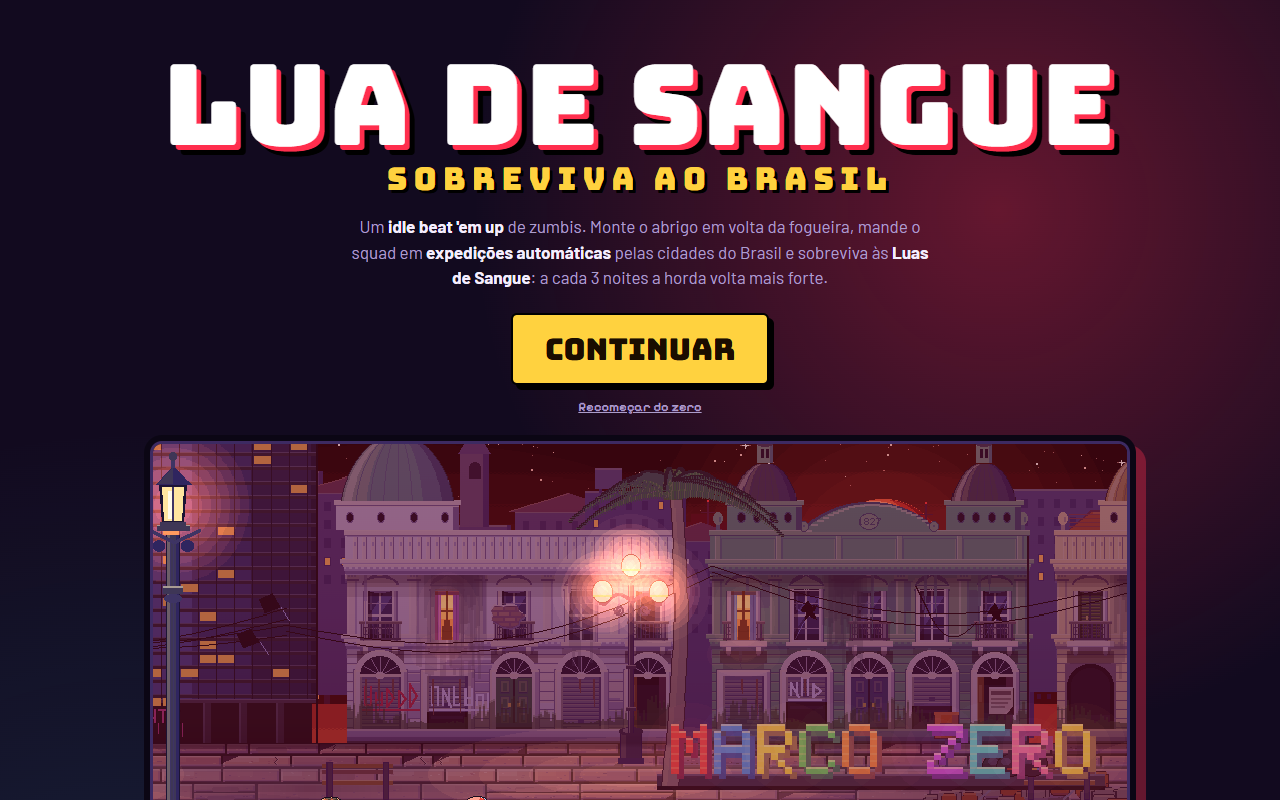 LUA DE SANGUE
SOBREVIVA AO BRASIL
Um idle beat 'em up de zumbis. Monte o abrigo em volta da fogueira, mande o
squad em expedições automáticas pelas cidades do Brasil e sobreviva às Luas
de Sangue: a cada 3 noites a horda volta mais forte.
CONTINUAR
Recomeçar do zero
MARCO ZERO